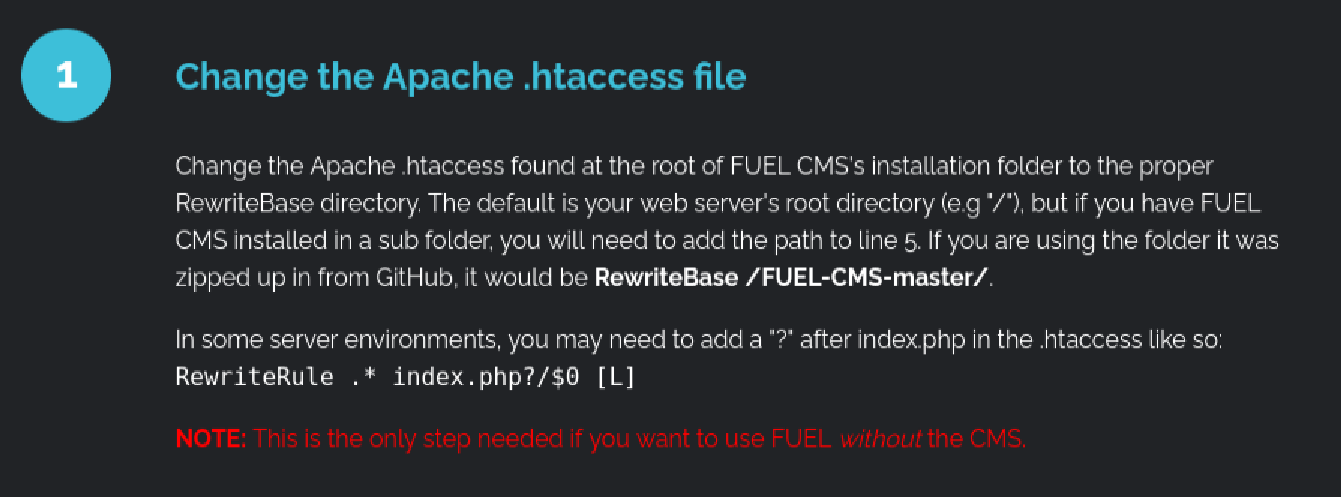 1
Change the Apache .htaccess file
Change the Apache .htaccess found at the root of FUEL CMS's installation folder to the proper
RewriteBase directory. The default is your web server's root directory (e.g "/"), but if you have FUEL
CMS installed in a sub folder, you will need to add the path to line 5. If you are using the folder it was
zipped up in from GitHub, it would be RewriteBase /FUEL-CMS-master/.
In some server environments, you may need to add a "?" after index.php in the .htaccess like so:
RewriteRule .* index.php?/$0 [L]
NOTE: This is the only step needed if you want to use FUEL without the CMS.